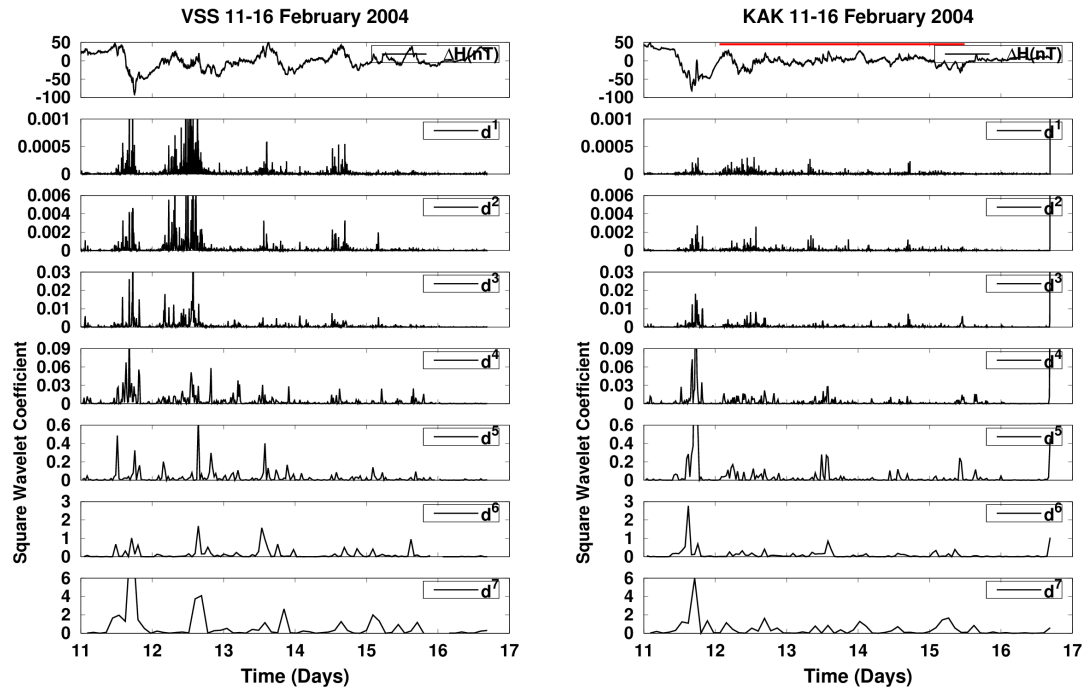 VSS 11-16 February 2004
50
0
-50
-100
ΔH(nT)
0.001
0.0005
0
d1
0.006
0.004
0.002
0
d2
0.03
0.02
0.01
0
d3
0.09
0.06
0.03
0
d4
0.6
0.4
0.2
0
d5
3
2
1
0
d6
6
4
2
0
d7
11 12 13 14 15 16 17
Time (Days)
Square Wavelet Coefficient
KAK 11-16 February 2004
50
0
-50
-100
ΔH(nT)
0.001
0.0005
0
d1
0.006
0.004
0.002
0
d2
0.03
0.02
0.01
0
d3
0.09
0.06
0.03
0
d4
0.6
0.4
0.2
0
d5
3
2
1
0
d6
6
4
2
0
d7
11 12 13 14 15 16 17
Time (Days)
Square Wavelet Coefficient